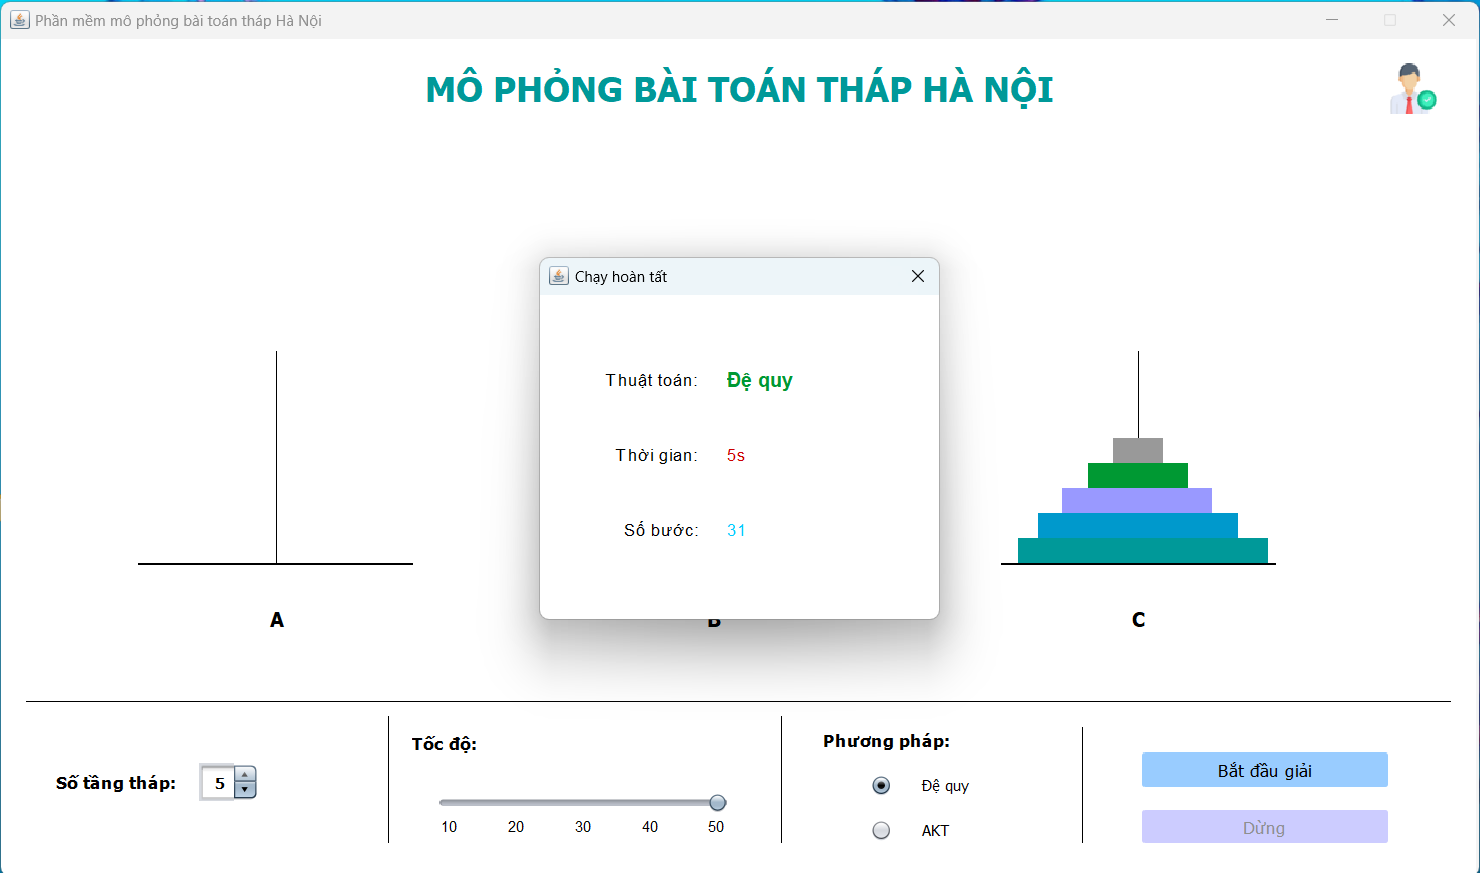 Phần mềm mô phỏng bài toán tháp Hà Nội
MÔ PHỎNG BÀI TOÁN THÁP HÀ NỘI
Chạy hoàn tất
Thuật toán: Đệ quy
Thời gian: 5s
Số bước: 31
A B C
Số tầng tháp: 5
Tốc độ:
10 20 30 40 50
Phương pháp:
Đệ quy
AKT
Bắt đầu giải
Dừng